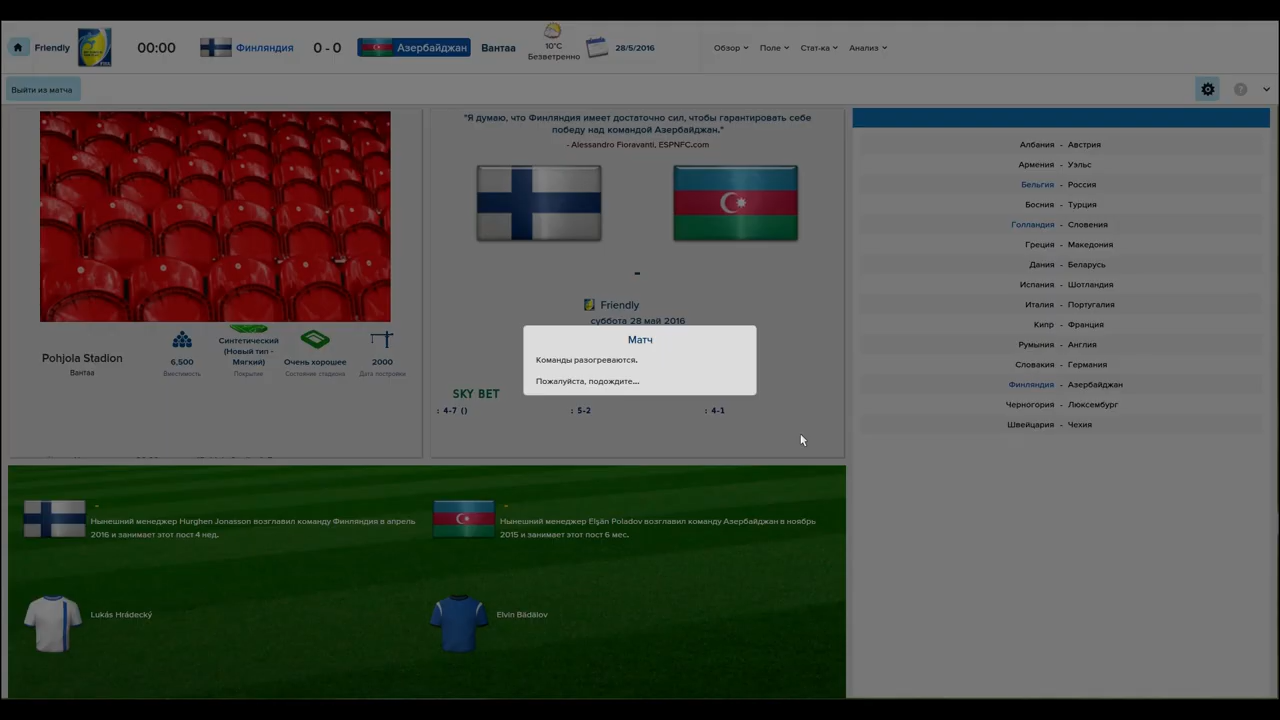 Friendly
00:00
Финляндия
0 - 0
Азербайджан
Вантаа
10°C
Безветренно
28/5/2016
Обзор
Поле
Стат-ка
Анализ
Выйти из матча
?
"Я думаю, что Финляндия имеет достаточно сил, чтобы гарантировать себе
победу над командой Азербайджан."
- Alessandro Fioravanti, ESPNFC.com
-
Friendly
суббота 28 май 2016
Матч
Команды разогреваются.
Пожалуйста, подождите...
SKY BET
: 4-7 ()
: 5-2
: 4-1
Pohjola Stadion
Вантаа
6,500
Вместимость
Синтетический
(Новый тип -
Мягкий)
Покрытие
Очень хорошее
Состояние стадиона
2000
Дата постройки
Албания - Австрия
Армения - Уэльс
Бельгия - Россия
Босния - Турция
Голландия - Словения
Греция - Македония
Дания - Беларусь
Испания - Шотландия
Италия - Португалия
Кипр - Франция
Румыния - Англия
Словакия - Германия
Финляндия - Азербайджан
Черногория - Люксембург
Швейцария - Чехия
-
Нынешний менеджер Hurghen Jonasson возглавил команду Финляндия в апрель
2016 и занимает этот пост 4 нед.
-
Нынешний менеджер Elşän Poladov возглавил команду Азербайджан в ноябрь
2015 и занимает этот пост 6 мес.
Lukás Hrádecký
Elvin Bädälov